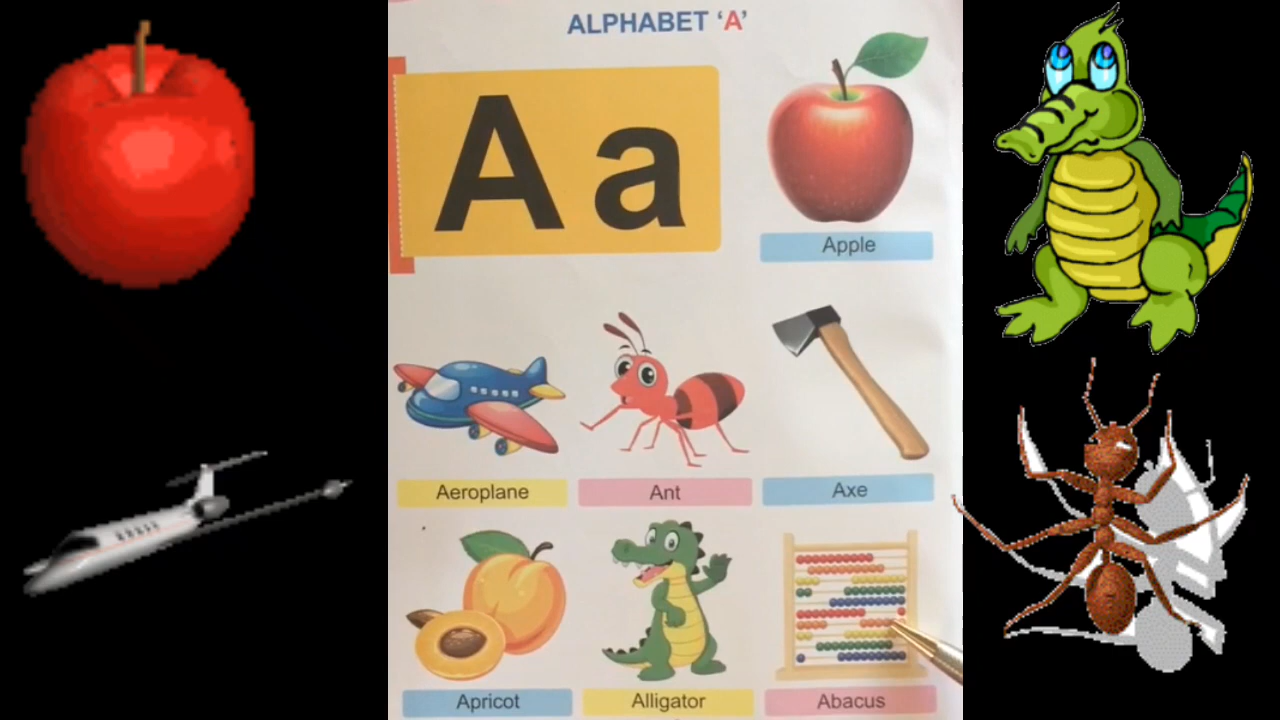 ALPHABET ‘A’
A a
Apple
Aeroplane
Ant
Axe
Apricot
Alligator
Abacus